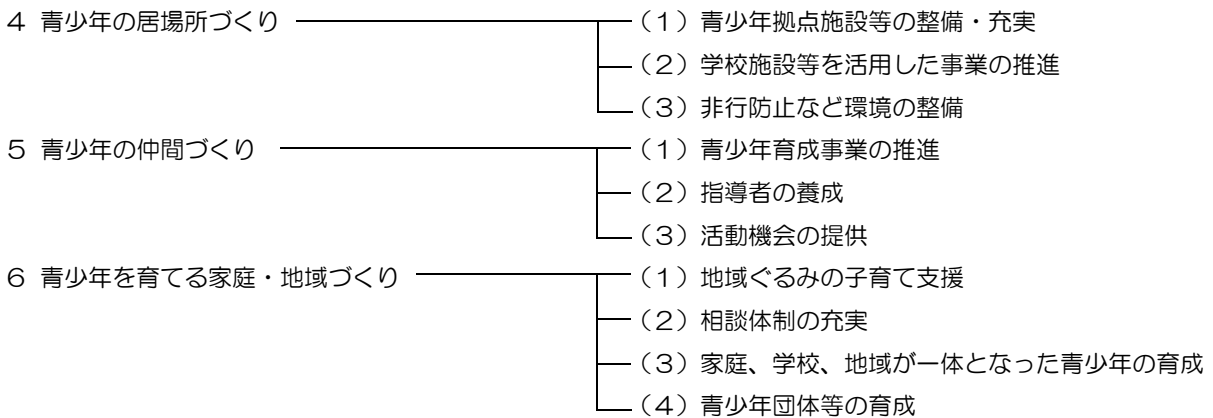 ４ 青少年の居場所づくり （１）青少年拠点施設等の整備・充実
（２）学校施設等を活用した事業の推進
（３）非行防止など環境の整備
５ 青少年の仲間づくり （１）青少年育成事業の推進
（２）指導者の養成
（３）活動機会の提供
６ 青少年を育てる家庭・地域づくり （１）地域ぐるみの子育て支援
（２）相談体制の充実
（３）家庭、学校、地域が一体となった青少年の育成
（４）青少年団体等の育成